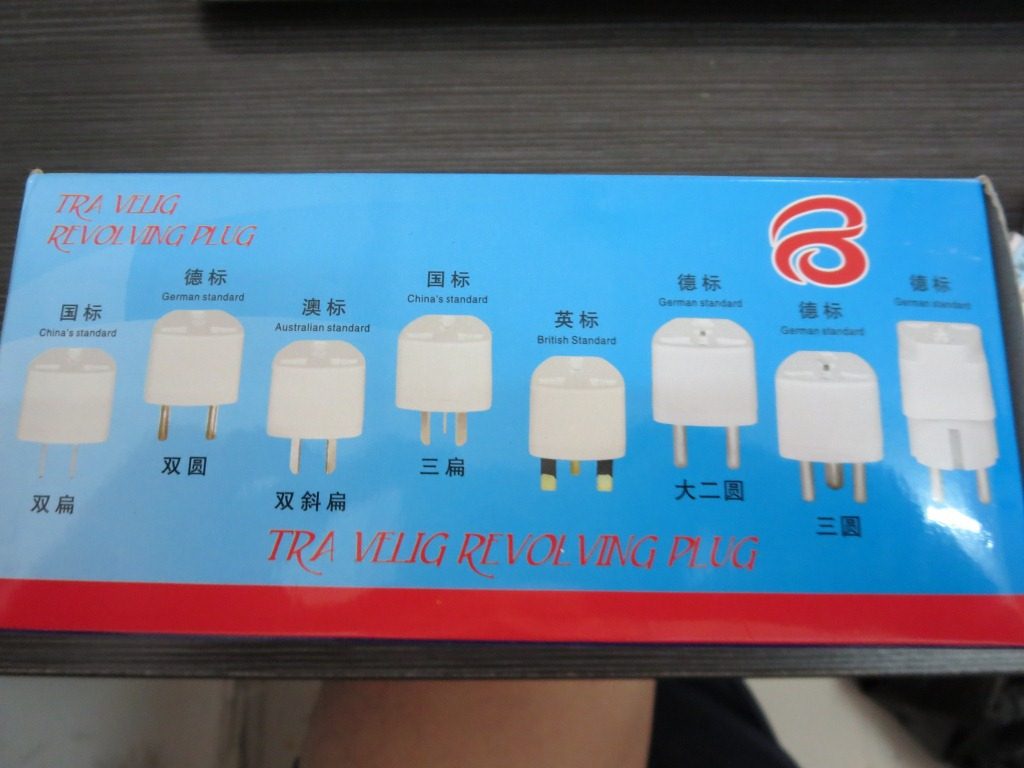 TRA VELIG
REVOLVING PLUG
国标
China's standard
双扁
德标
German standard
双圆
澳标
Australian standard
双斜扁
国标
China's standard
三扁
英标
British Standard
德标
German standard
大二圆
德标
German standard
三圆
德标
German standard
TRA VELIG REVOLVING PLUG